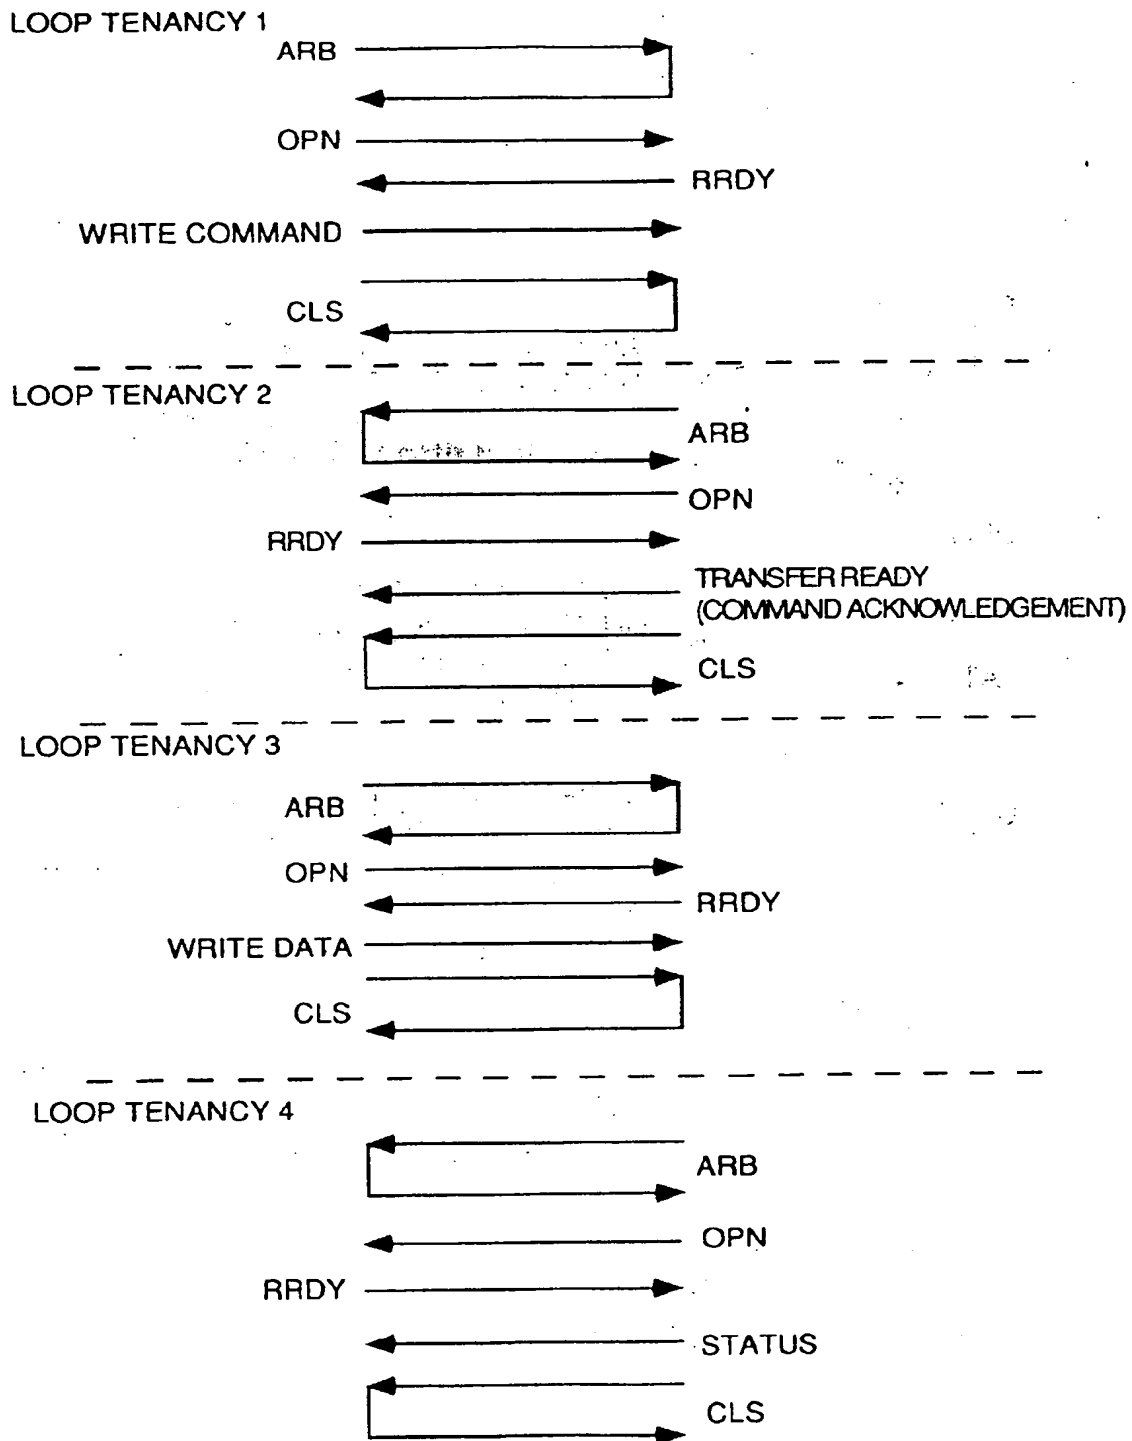 LOOP TENANCY 1
ARB
OPN
RRDY
WRITE COMMAND
CLS
LOOP TENANCY 2
ARB
OPN
RRDY
TRANSFER READY
(COMMAND ACKNOWLEDGEMENT)
CLS
LOOP TENANCY 3
ARB
OPN
RRDY
WRITE DATA
CLS
LOOP TENANCY 4
ARB
OPN
RRDY
STATUS
CLS